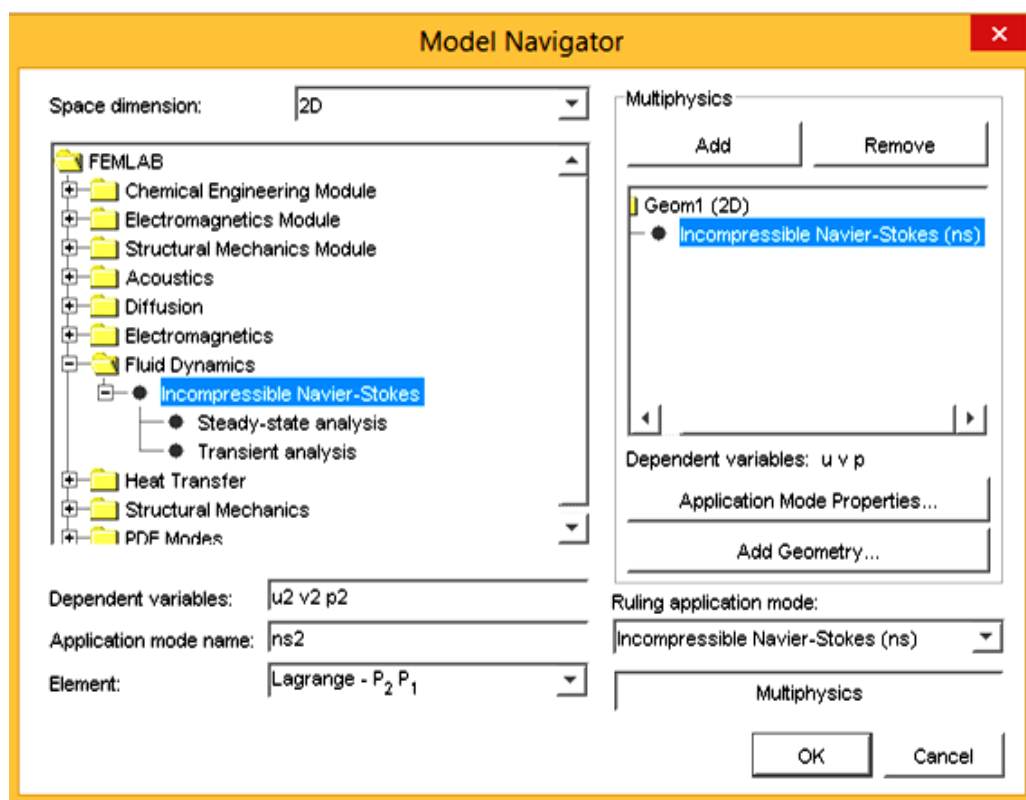 Model Navigator
×
Space dimension: 2D
FEMLAB
Chemical Engineering Module
Electromagnetics Module
Structural Mechanics Module
Acoustics
Diffusion
Electromagnetics
Fluid Dynamics
Incompressible Navier-Stokes
Steady-state analysis
Transient analysis
Heat Transfer
Structural Mechanics
PDE Modes
Dependent variables: u2 v2 p2
Application mode name: ns2
Element: Lagrange - P₂ P₁
Multiphysics
Add Remove
Geom1 (2D)
Incompressible Navier-Stokes (ns)
Dependent variables: u v p
Application Mode Properties...
Add Geometry...
Ruling application mode:
Incompressible Navier-Stokes (ns)
Multiphysics
OK Cancel